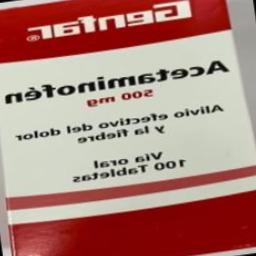 Genfar®
Acetaminofén
500 mg
Alivio efectivo del dolor
y la fiebre
Vía oral
100 Tabletas